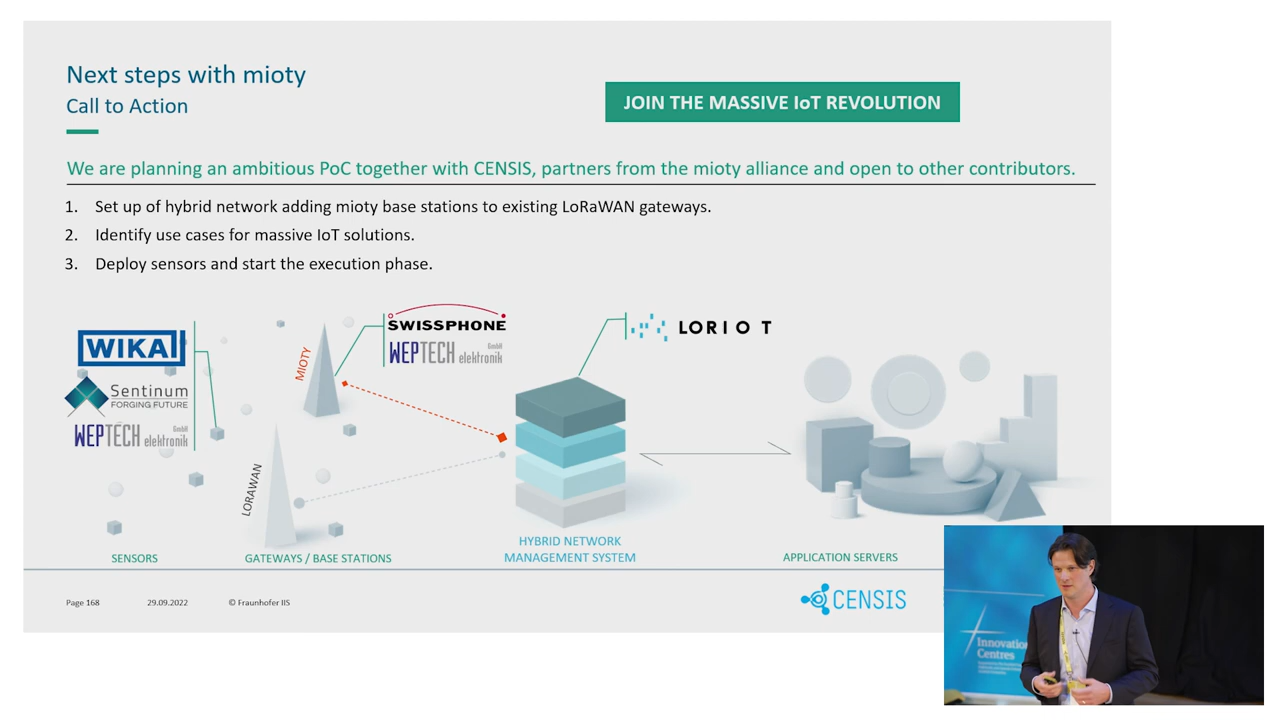 Next steps with mioty
Call to Action
JOIN THE MASSIVE IoT REVOLUTION
We are planning an ambitious PoC together with CENSIS, partners from the mioty alliance and open to other contributors.
1. Set up of hybrid network adding mioty base stations to existing LoRaWAN gateways.
2. Identify use cases for massive IoT solutions.
3. Deploy sensors and start the execution phase.
WIKA
Sentinum
FORGING FUTURE
WEPTECH elektronik GmbH
MIOTY
SWISSPHONE
WEPTECH elektronik GmbH
LORIOT
LORAWAN
SENSORS
GATEWAYS / BASE STATIONS
HYBRID NETWORK
MANAGEMENT SYSTEM
APPLICATION SERVERS
Page 168
29.09.2022
© Fraunhofer IIS
CENSIS
Innovation
Centres